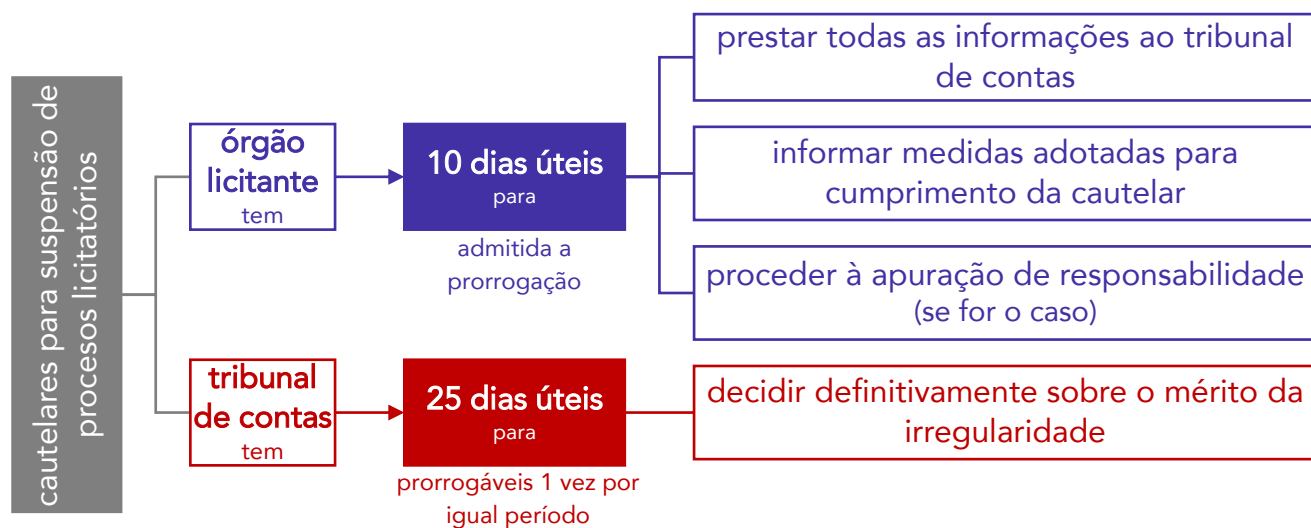 cautelares para suspensão de
processos licitatórios
órgão
licitante
tem
10 dias úteis
para
admitida a
prorrogação
prestar todas as informações ao tribunal
de contas
informar medidas adotadas para
cumprimento da cautelar
proceder à apuração de responsabilidade
(se for o caso)
tribunal
de contas
tem
25 dias úteis
para
prorrogáveis 1 vez por
igual período
decidir definitivamente sobre o mérito da
irregularidade